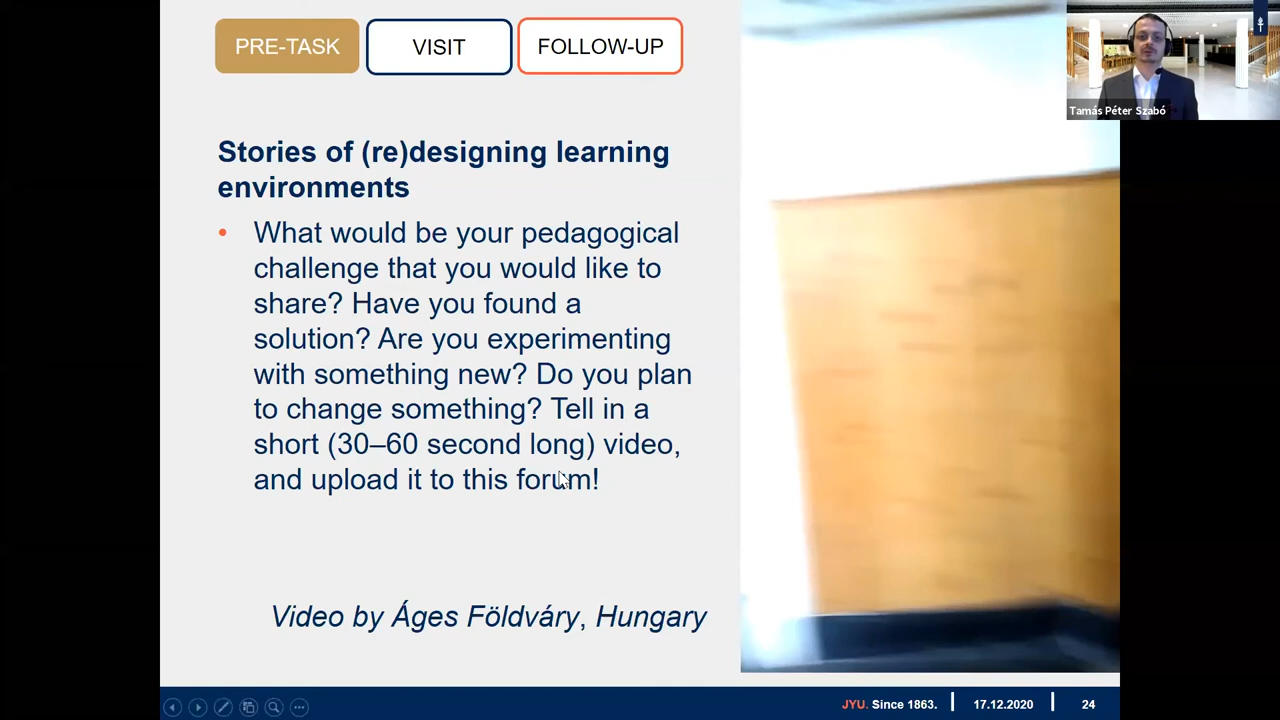 PRE-TASK
VISIT
FOLLOW-UP
Tamás Péter Szabó
Stories of (re)designing learning
environments
• What would be your pedagogical
challenge that you would like to
share? Have you found a
solution? Are you experimenting
with something new? Do you plan
to change something? Tell in a
short (30–60 second long) video,
and upload it to this forum!
Video by Áges Földváry, Hungary
JYU. Since 1863.
17.12.2020
24